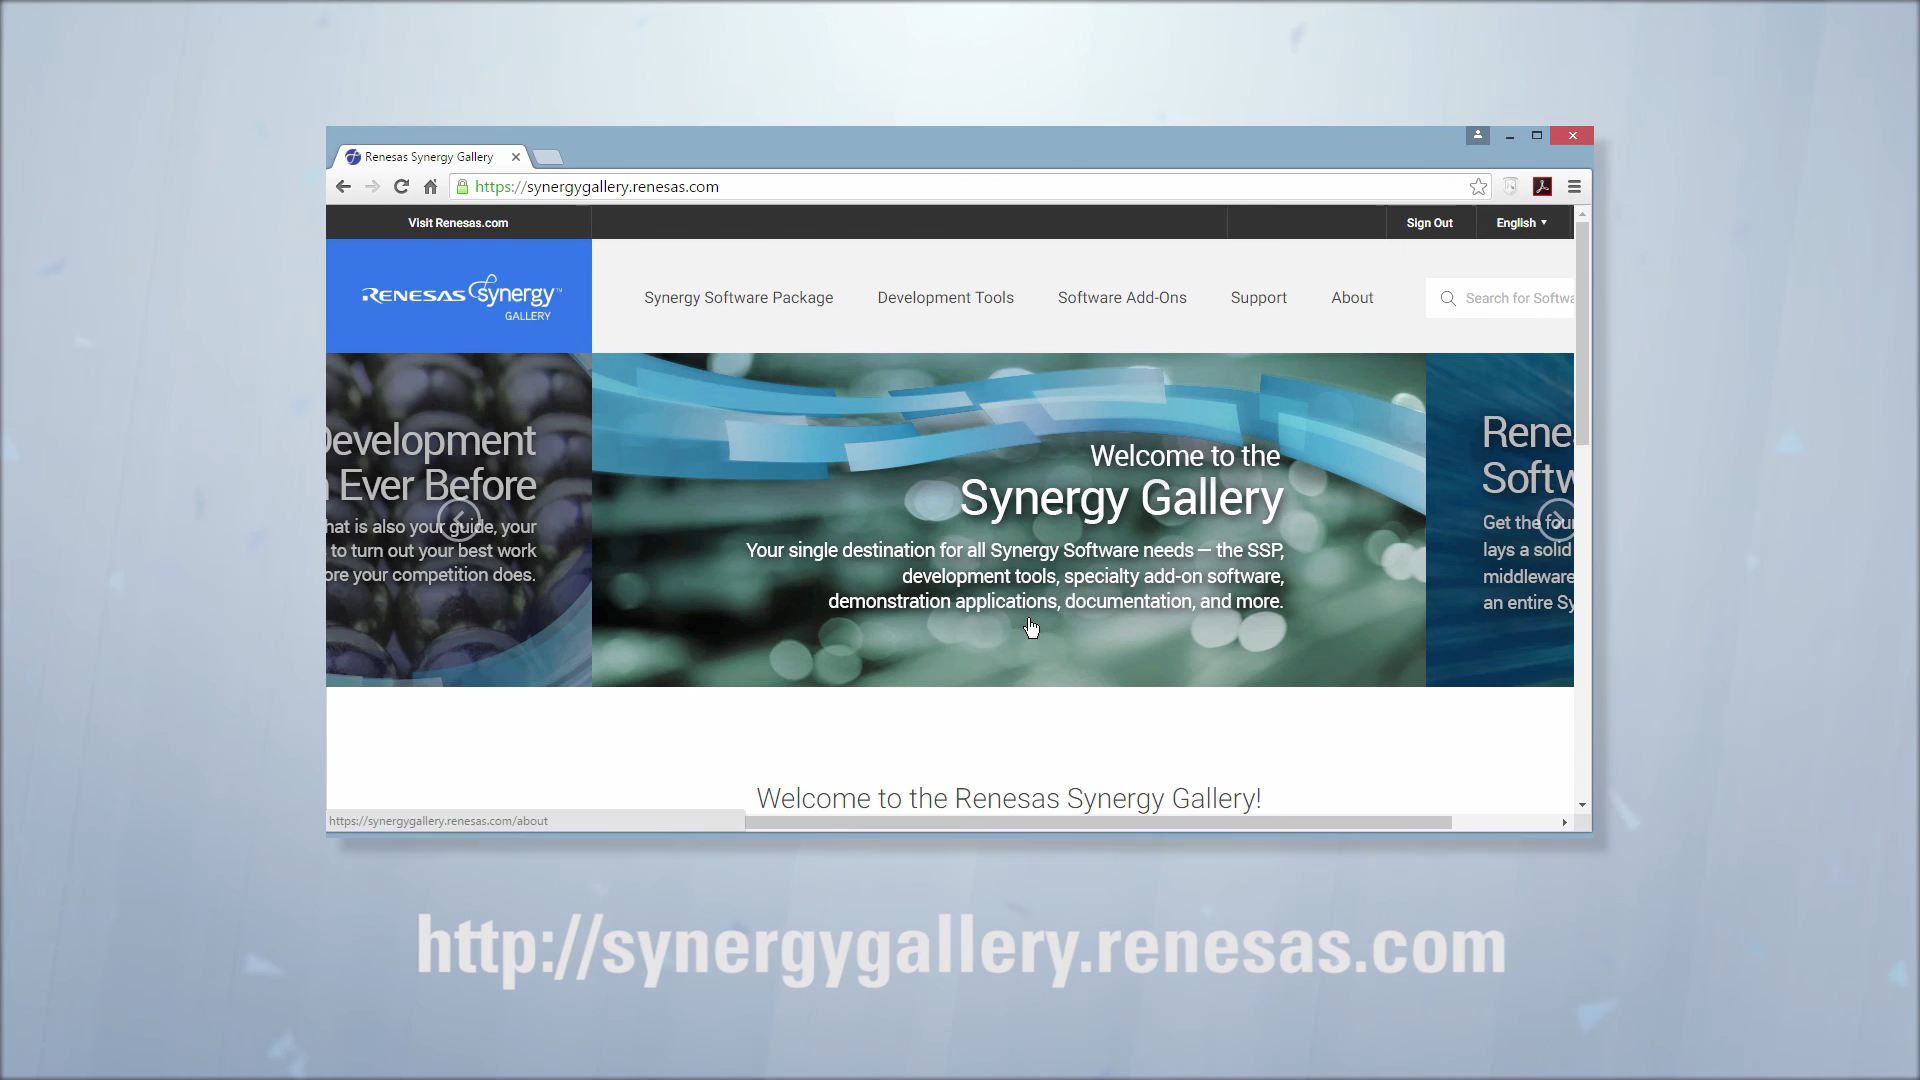 Renesas Synergy Gallery
https://synergygallery.renesas.com
Visit Renesas.com
Sign Out
English
RENESAS Synergy™
GALLERY
Synergy Software Package
Development Tools
Software Add-Ons
Support
About
Search for Softwa
Development
Ever Before
hat is also your guide, your
to turn out your best work
ore your competition does.
Welcome to the
Synergy Gallery
Your single destination for all Synergy Software needs — the SSP,
development tools, specialty add-on software,
demonstration applications, documentation, and more.
Rene
Softw
Get the fou
lays a solid
middleware
an entire Sy
Welcome to the Renesas Synergy Gallery!
https://synergygallery.renesas.com/about
http://synergygallery.renesas.com